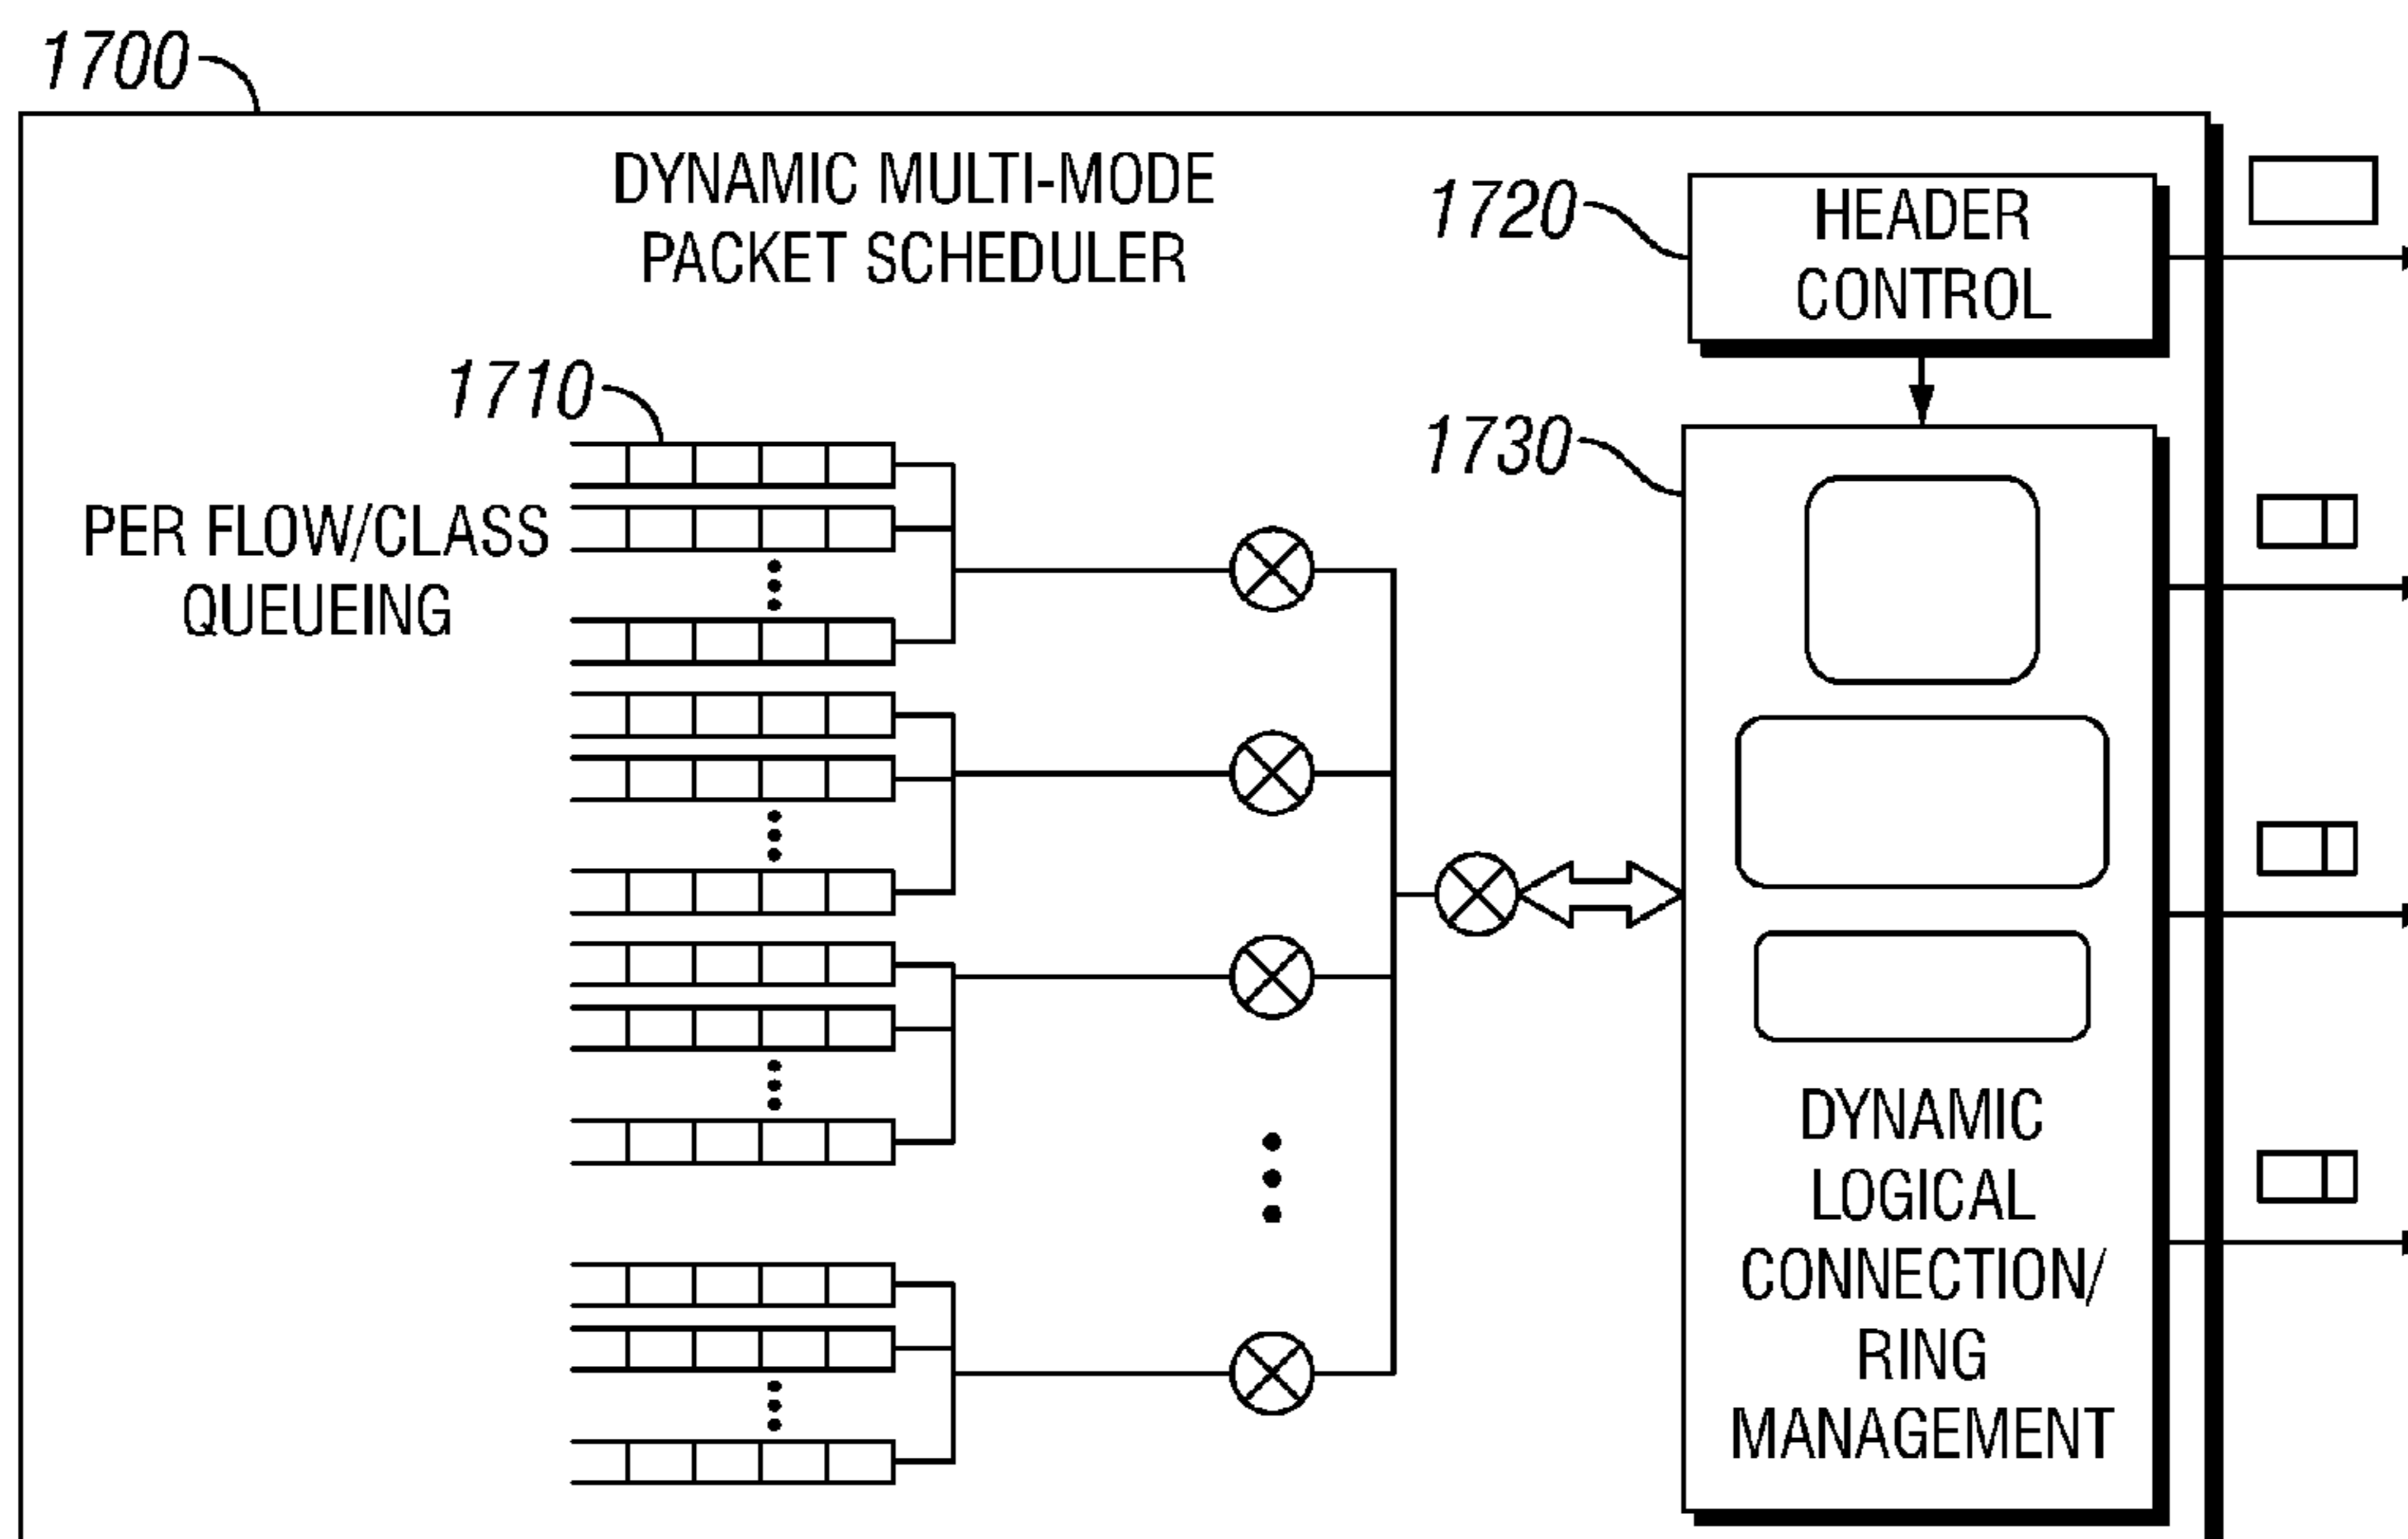 1700
DYNAMIC MULTI-MODE
PACKET SCHEDULER
1720
HEADER
CONTROL
1710
1730
PER FLOW/CLASS
QUEUEING
DYNAMIC
LOGICAL
CONNECTION/
RING
MANAGEMENT